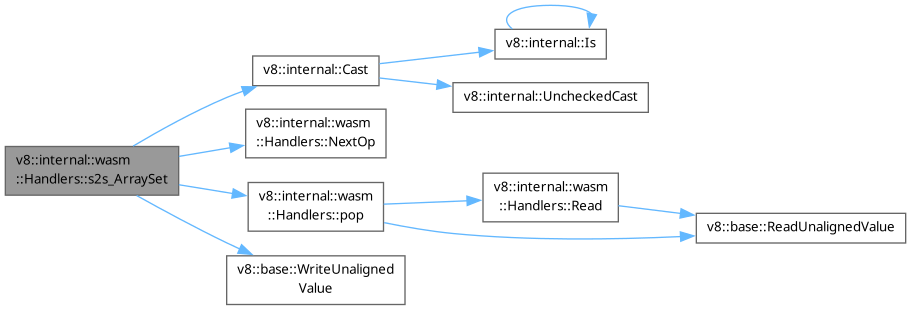 v8::internal::wasm
::Handlers::s2s_ArraySet
v8::internal::Cast
v8::internal::Is
v8::internal::UncheckedCast
v8::internal::wasm
::Handlers::NextOp
v8::internal::wasm
::Handlers::pop
v8::internal::wasm
::Handlers::Read
v8::base::ReadUnalignedValue
v8::base::WriteUnaligned
Value